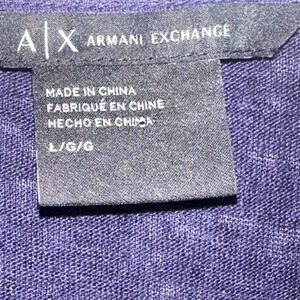 A|X ARMANI EXCHANGE
MADE IN CHINA
FABRIQUÉ EN CHINE
HECHO EN CHINA
L/G/G